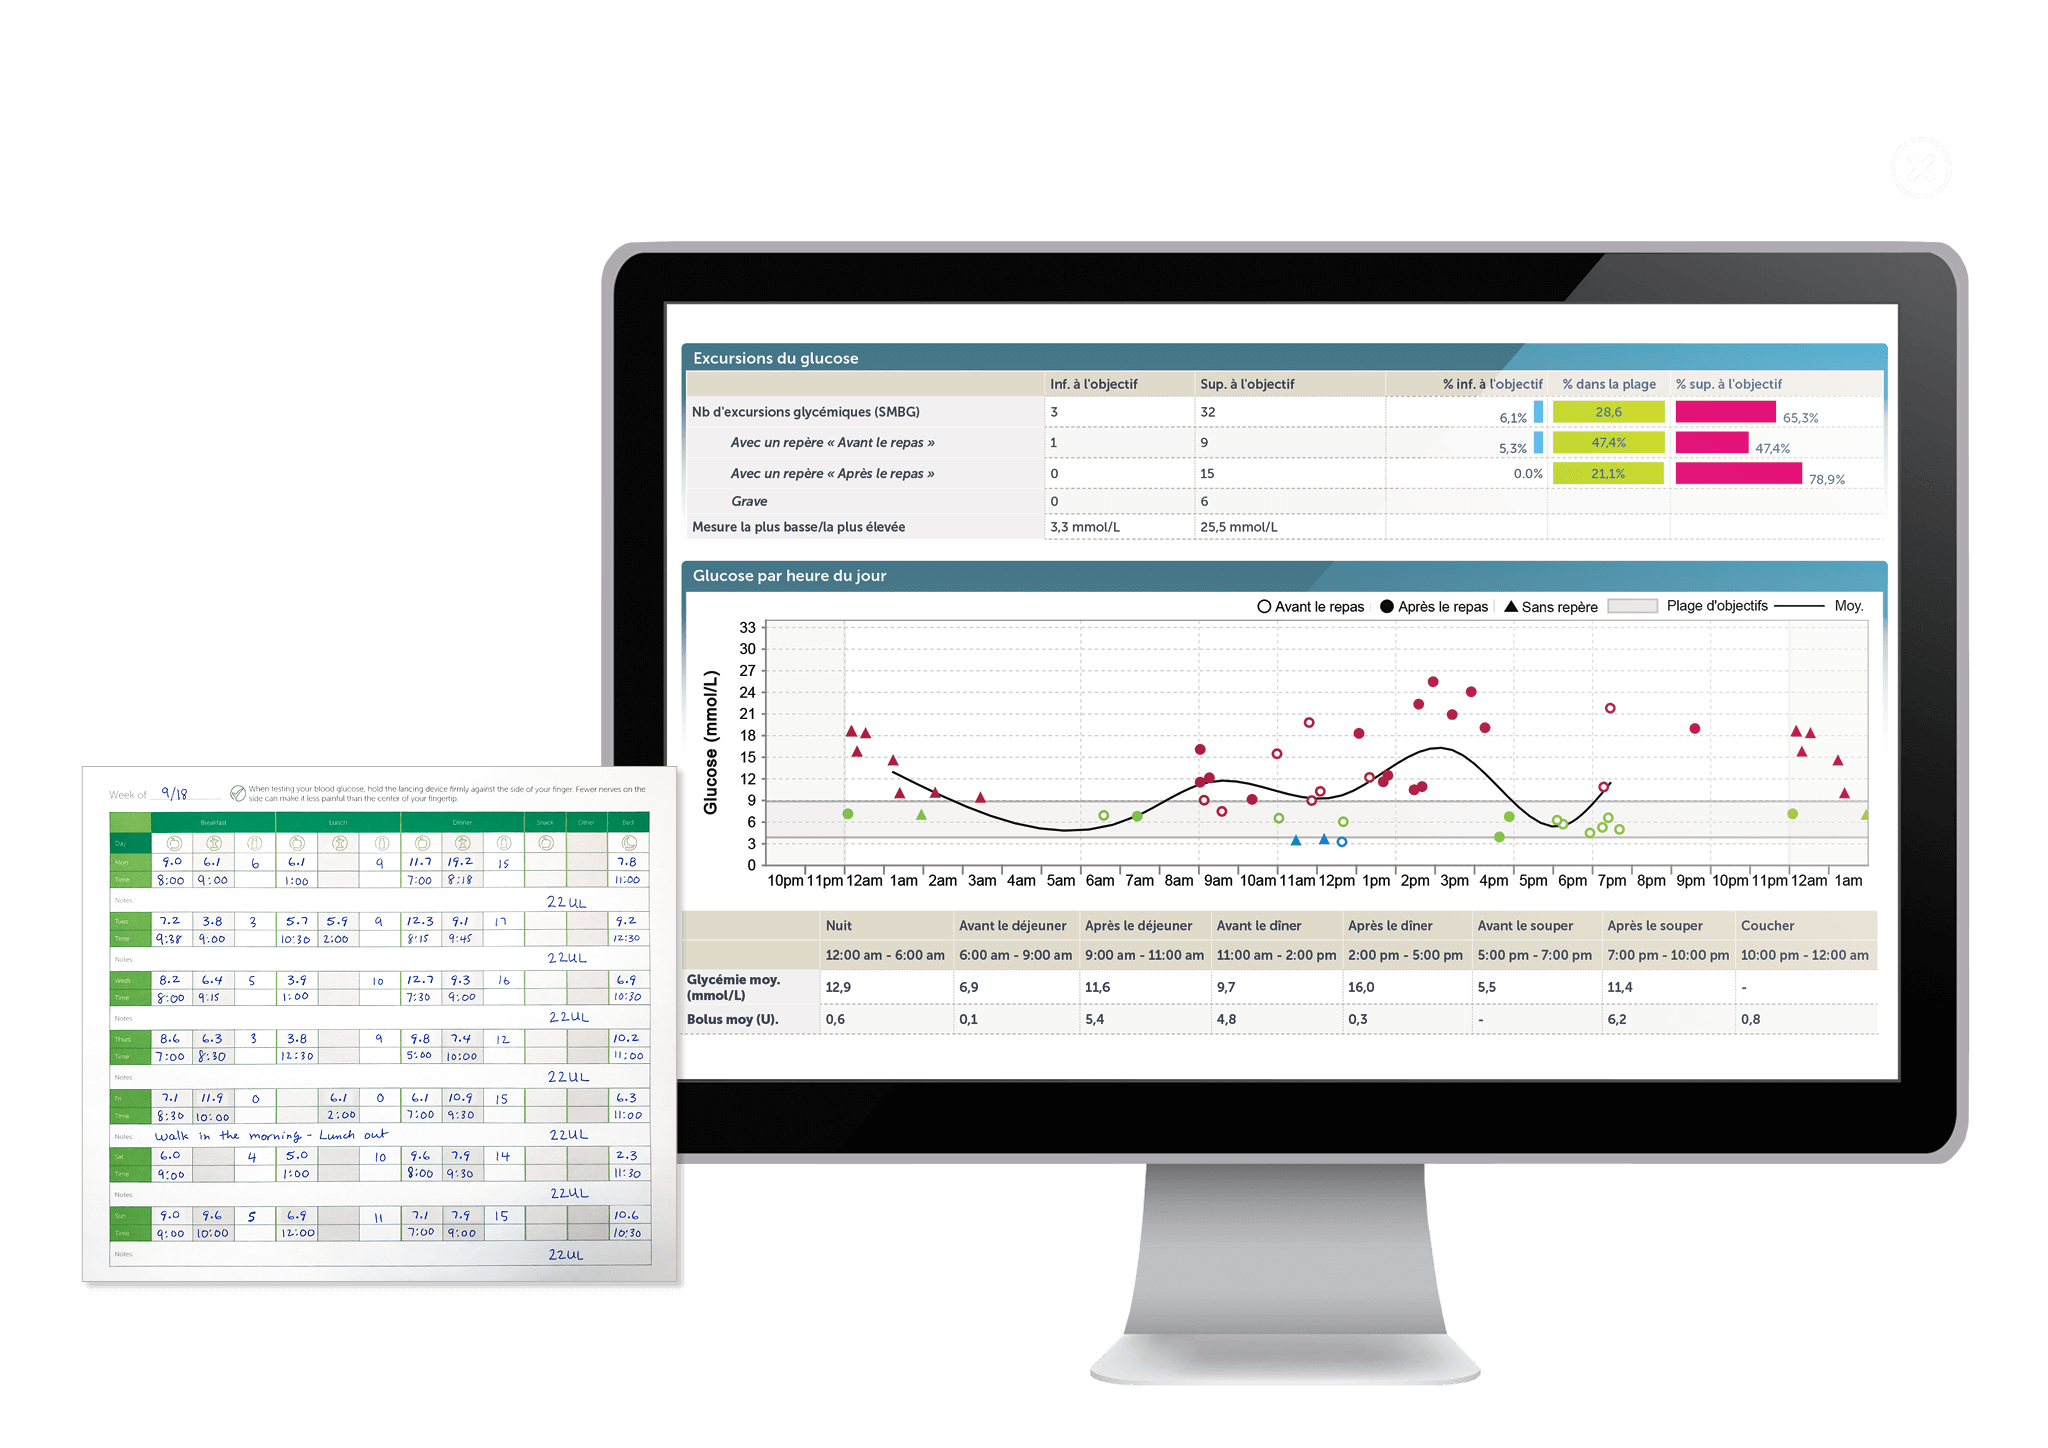 Excursions du glucose
Inf. à l'objectif Sup. à l'objectif % inf. à l'objectif % dans la plage % sup. à l'objectif
Nb d'excursions glycémiques (SMBG) 3 32 6,1% 28,6 65,3%
Avec un repère « Avant le repas » 1 9 5,3% 47,4% 47,4%
Avec un repère « Après le repas » 0 15 0.0% 21,1% 78,9%
Grave 0 6
Mesure la plus basse/la plus élevée 3,3 mmol/L 25,5 mmol/L
Glucose par heure du jour
Avant le repas Après le repas Sans repère Plage d'objectifs Moy.
Glucose (mmol/L)
33
30
27
24
21
18
15
12
9
6
3
0
10pm 11pm 12am 1am 2am 3am 4am 5am 6am 7am 8am 9am 10am 11am 12pm 1pm 2pm 3pm 4pm 5pm 6pm 7pm 8pm 9pm 10pm 11pm 12am 1am
Nuit Avant le déjeuner Après le déjeuner Avant le dîner Après le dîner Avant le souper Après le souper Coucher
12:00 am - 6:00 am 6:00 am - 9:00 am 9:00 am - 11:00 am 11:00 am - 2:00 pm 2:00 pm - 5:00 pm 5:00 pm - 7:00 pm 7:00 pm - 10:00 pm 10:00 pm - 12:00 am
Glycémie moy.
(mmol/L) 12,9 6,9 11,6 9,7 16,0 5,5 11,4 -
Bolus moy (U). 0,6 0,1 5,4 4,8 0,3 - 6,2 0,8
Week of 9/18
When testing your blood glucose, hold the lancing device firmly against the side of your finger. Fewer nerves on the
side can make it less painful than the center of your fingertip.
Breakfast Lunch Dinner Snack Other Bed
Day
Mon 9.0 6.1 6 6.1 9 11.7 19.2 15 7.8
Time 8:00 9:00 1:00 7:00 8:18 11:00
Notes: 22UL
Tues 7.2 3.8 3 5.7 5.9 9 12.3 9.1 17 9.2
Time 9:38 9:00 10:30 2:00 8:15 9:45 12:30
Notes: 22UL
Weds 8.2 6.4 5 3.9 10 12.7 9.3 16 6.9
Time 8:00 9:15 1:00 7:30 9:00 10:30
Notes: 22UL
Thurs 8.6 6.3 3 3.8 9 9.8 7.4 12 10.2
Time 7:00 8:30 12:30 5:00 10:00 11:00
Notes: 22UL
Fri 7.1 11.9 0 6.1 0 6.1 10.9 15 6.3
Time 8:30 10:00 2:00 7:00 9:30 11:00
Notes: Walk in the morning - Lunch out 22UL
Sat 6.0 4 5.0 10 9.6 7.9 14 2.3
Time 9:00 1:00 8:00 9:30 11:30
Notes: 22UL
Sun 9.0 9.6 5 6.9 11 7.1 7.9 15 10.6
Time 9:00 10:00 12:00 7:00 9:00 10:30
Notes: 22UL